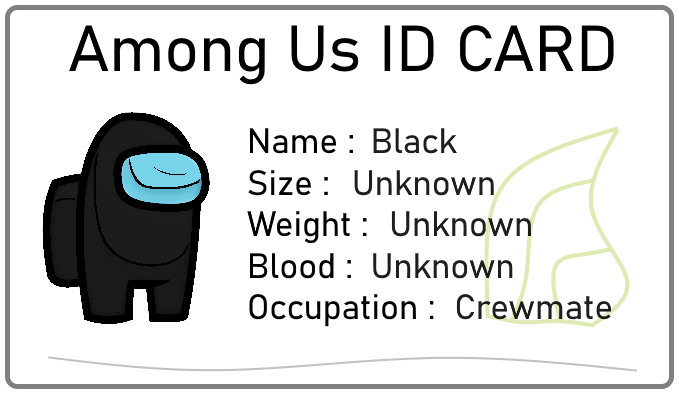 Among Us ID CARD
Name : Black
Size : Unknown
Weight : Unknown
Blood : Unknown
Occupation : Crewmate